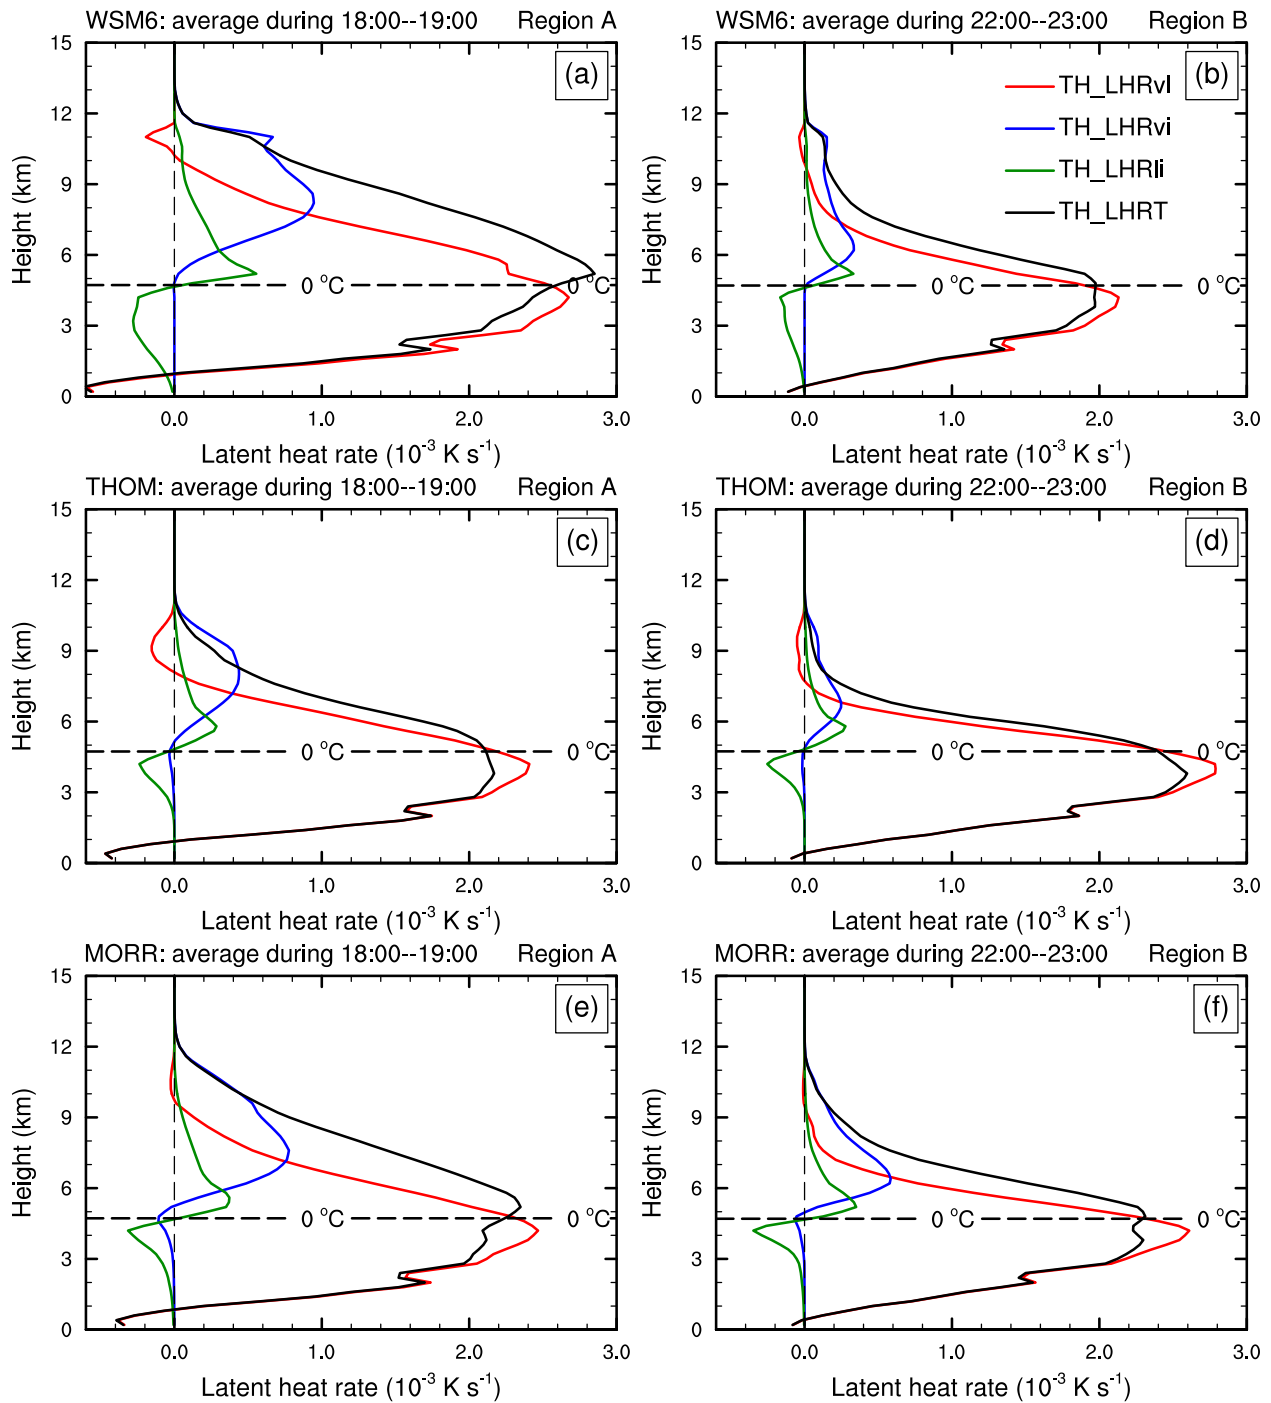 WSM6: average during 18:00--19:00 Region A
(a)
15
12
9
6
3
0
Height (km)
0 °C
0 °C
0.0 1.0 2.0 3.0
Latent heat rate (10⁻³ K s⁻¹)
WSM6: average during 22:00--23:00 Region B
(b)
TH_LHRvl
TH_LHRvi
TH_LHRli
TH_LHRT
15
12
9
6
3
0
Height (km)
0 °C
0 °C
0.0 1.0 2.0 3.0
Latent heat rate (10⁻³ K s⁻¹)
THOM: average during 18:00--19:00 Region A
(c)
15
12
9
6
3
0
Height (km)
0 °C
0 °C
0.0 1.0 2.0 3.0
Latent heat rate (10⁻³ K s⁻¹)
THOM: average during 22:00--23:00 Region B
(d)
15
12
9
6
3
0
Height (km)
0 °C
0 °C
0.0 1.0 2.0 3.0
Latent heat rate (10⁻³ K s⁻¹)
MORR: average during 18:00--19:00 Region A
(e)
15
12
9
6
3
0
Height (km)
0 °C
0 °C
0.0 1.0 2.0 3.0
Latent heat rate (10⁻³ K s⁻¹)
MORR: average during 22:00--23:00 Region B
(f)
15
12
9
6
3
0
Height (km)
0 °C
0 °C
0.0 1.0 2.0 3.0
Latent heat rate (10⁻³ K s⁻¹)